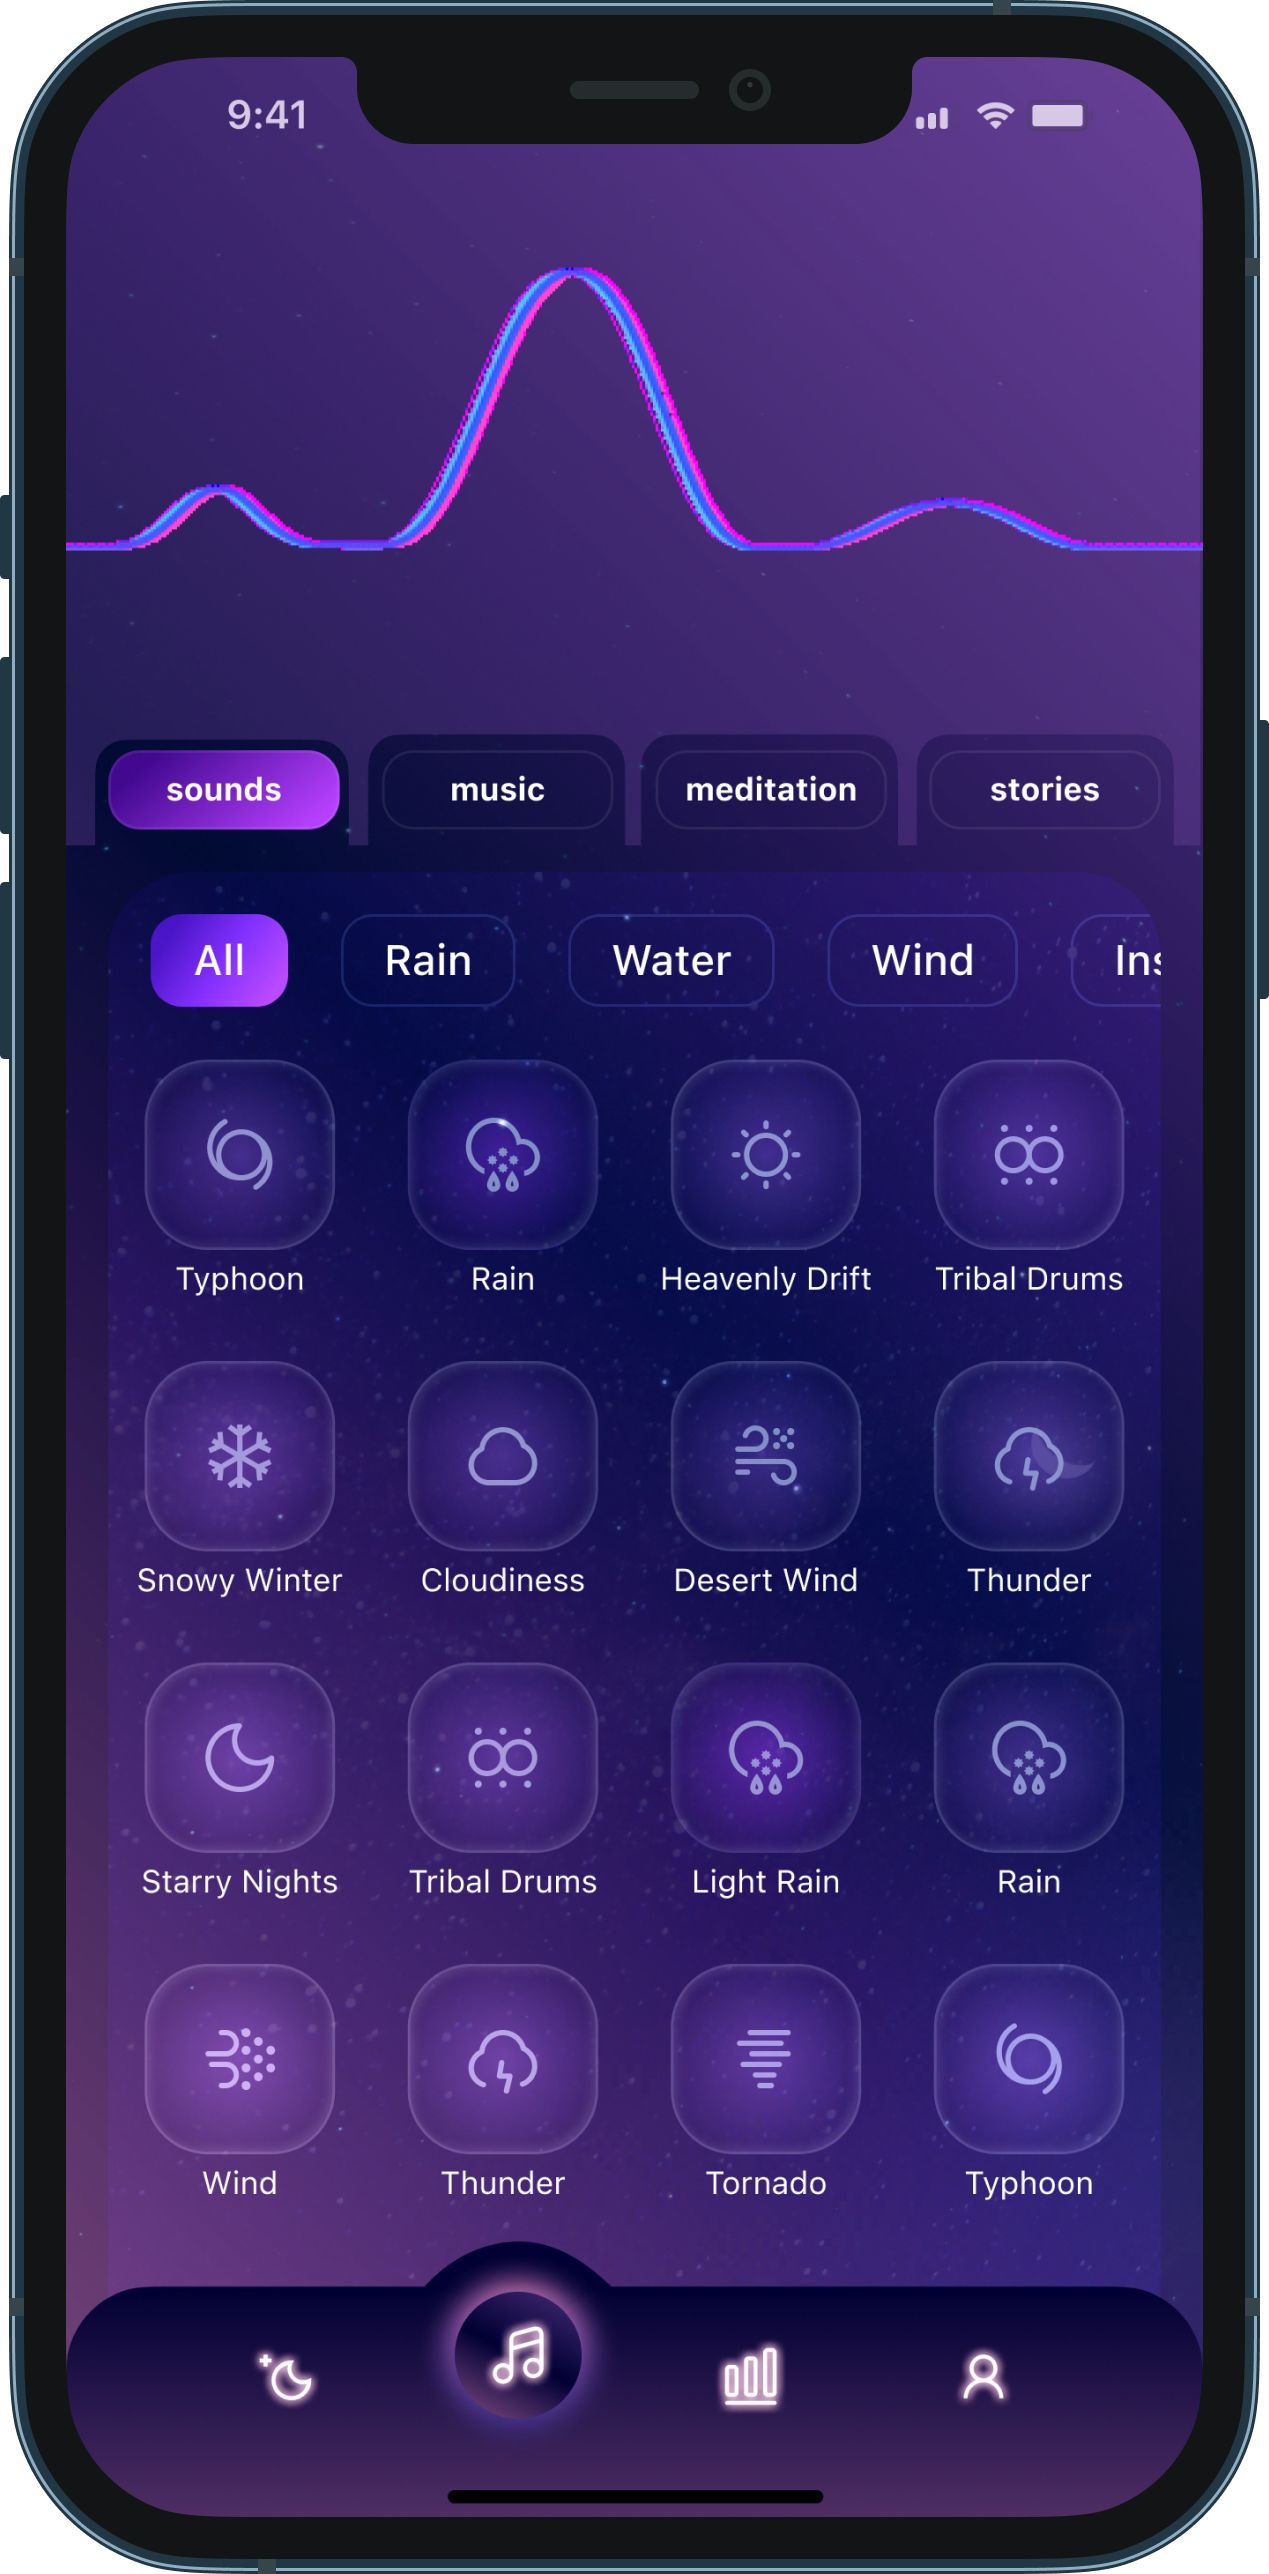 9:41
sounds music meditation stories
All Rain Water Wind Ins
Typhoon Rain Heavenly Drift Tribal Drums
Snowy Winter Cloudiness Desert Wind Thunder
Starry Nights Tribal Drums Light Rain Rain
Wind Thunder Tornado Typhoon